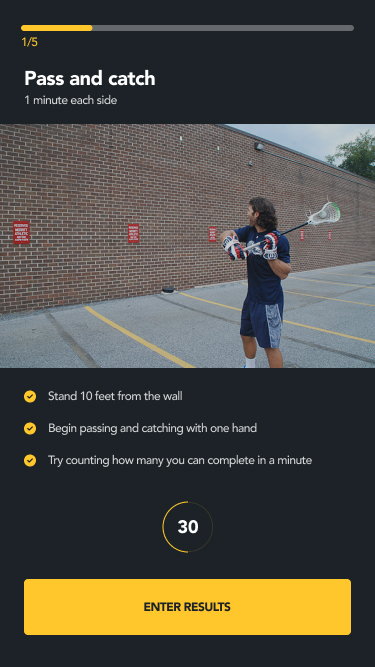 1/5
Pass and catch
1 minute each side
Stand 10 feet from the wall
Begin passing and catching with one hand
Try counting how many you can complete in a minute
30
ENTER RESULTS